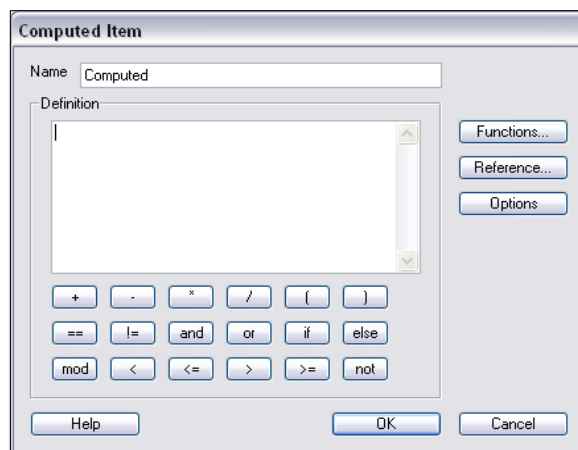 Computed Item
Name Computed
Definition
Functions...
Reference...
Options
+ - * / ( )
== != and or if else
mod < <= > >= not
Help OK Cancel